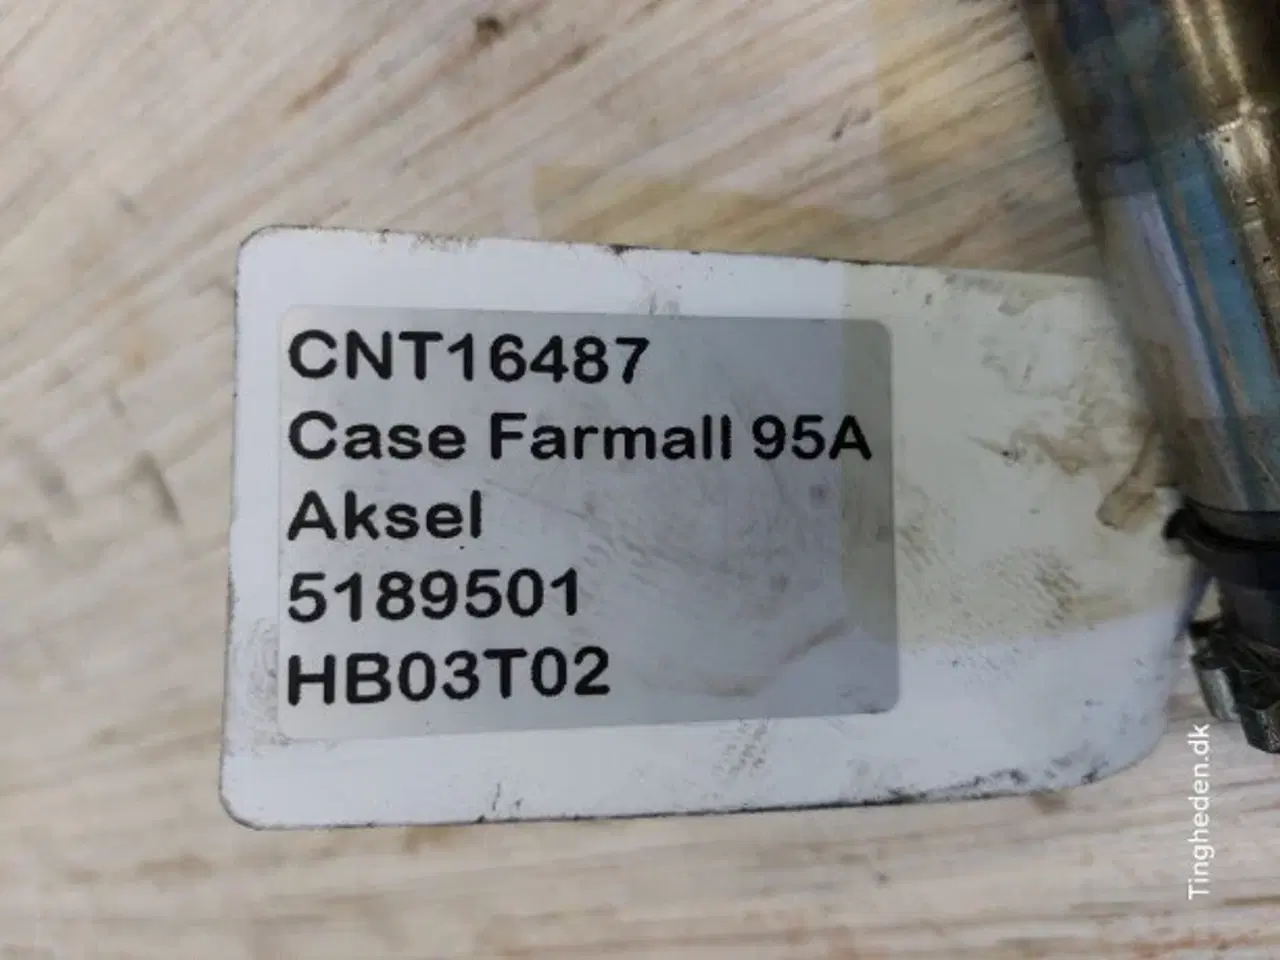 CNT16487
Case Farmall 95A
Aksel
5189501
HB03T02
Tingheden.dk